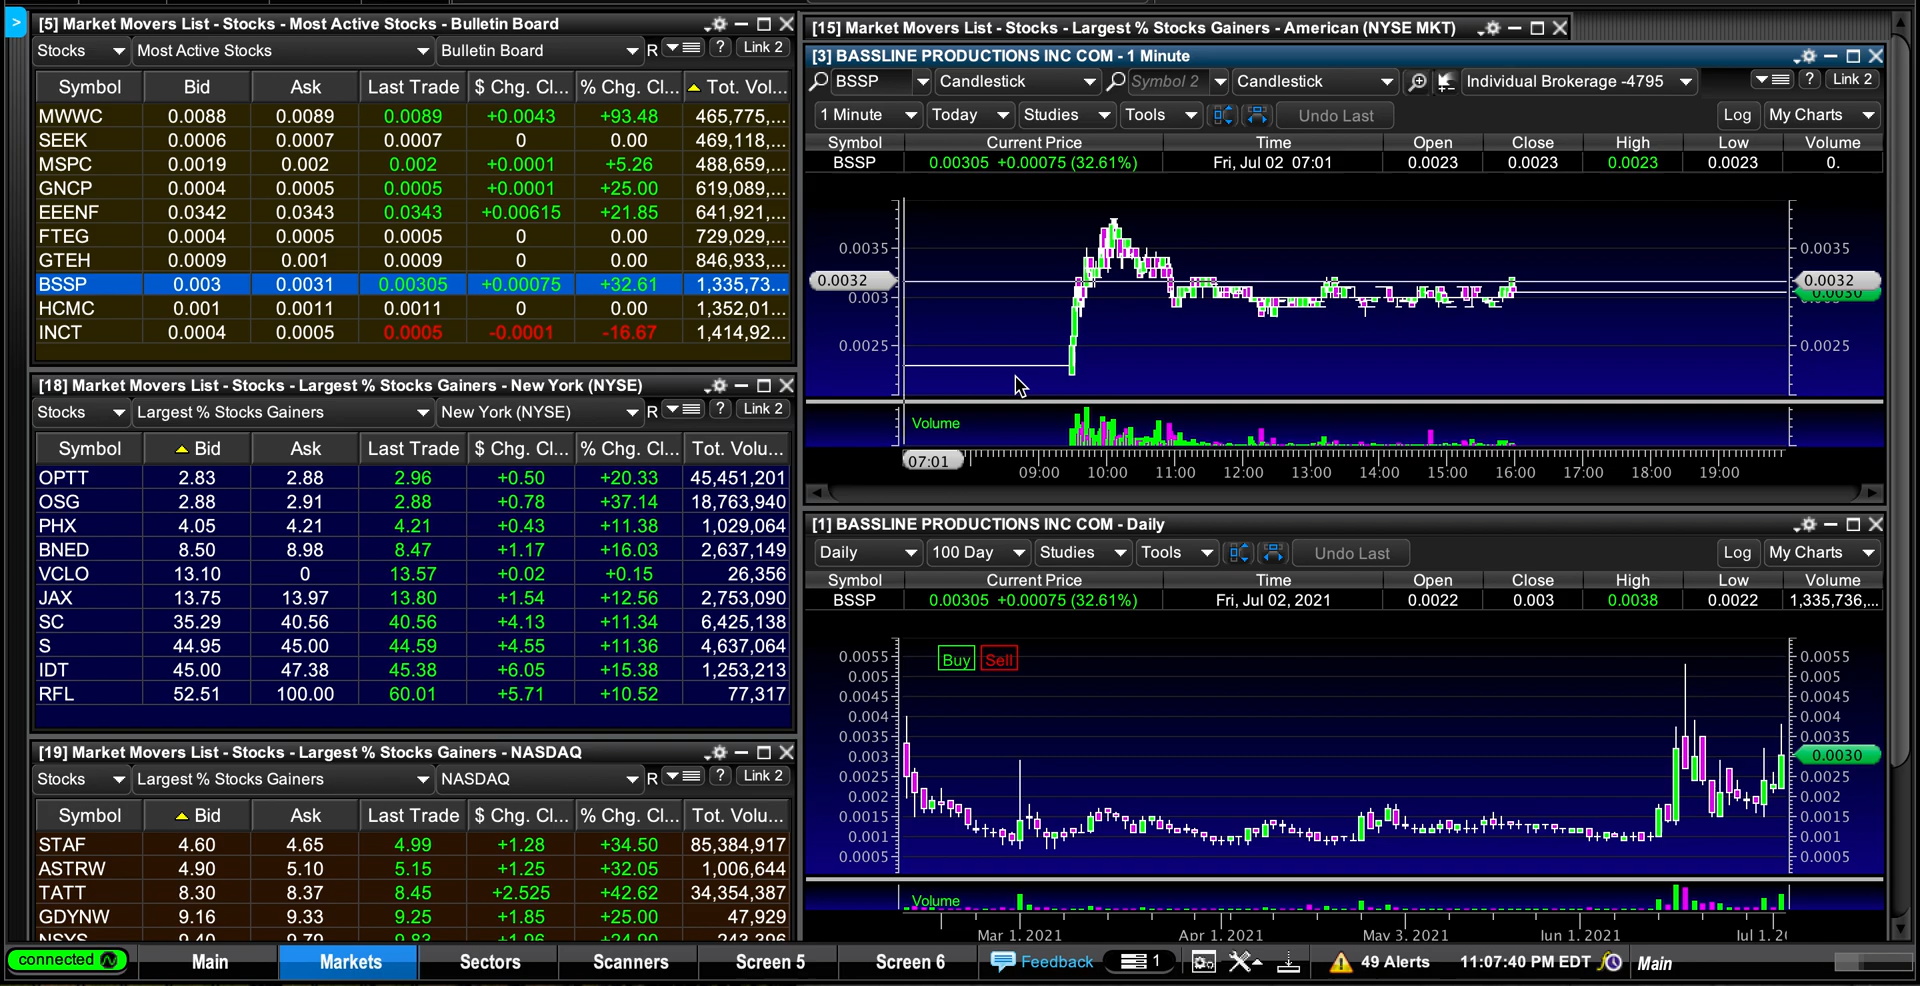 [5] Market Movers List - Stocks - Most Active Stocks - Bulletin Board
Stocks Most Active Stocks Bulletin Board R ? Link 2
Symbol Bid Ask Last Trade $ Chg. Cl... % Chg. Cl... Tot. Vol...
MWWC 0.0088 0.0089 0.0089 +0.0043 +93.48 465,775,...
SEEK 0.0006 0.0007 0.0007 0 0.00 469,118,...
MSPC 0.0019 0.002 0.002 +0.0001 +5.26 488,659,...
GNCP 0.0004 0.0005 0.0005 +0.0001 +25.00 619,089,...
EEENF 0.0342 0.0343 0.0343 +0.00615 +21.85 641,921,...
FTEG 0.0004 0.0005 0.0005 0 0.00 729,029,...
GTEH 0.0009 0.001 0.0009 0 0.00 846,933,...
BSSP 0.003 0.0031 0.00305 +0.00075 +32.61 1,335,73...
HCMC 0.001 0.0011 0.0011 0 0.00 1,352,01...
INCT 0.0004 0.0005 0.0005 -0.0001 -16.67 1,414,92...
[18] Market Movers List - Stocks - Largest % Stocks Gainers - New York (NYSE)
Stocks Largest % Stocks Gainers New York (NYSE) R ? Link 2
Symbol Bid Ask Last Trade $ Chg. Cl... % Chg. Cl... Tot. Volu...
OPTT 2.83 2.88 2.96 +0.50 +20.33 45,451,201
OSG 2.88 2.91 2.88 +0.78 +37.14 18,763,940
PHX 4.05 4.21 4.21 +0.43 +11.38 1,029,064
BNED 8.50 8.98 8.47 +1.17 +16.03 2,637,149
VCLO 13.10 0 13.57 +0.02 +0.15 26,356
JAX 13.75 13.97 13.80 +1.54 +12.56 2,753,090
SC 35.29 40.56 40.56 +4.13 +11.34 6,425,138
S 44.95 45.00 44.59 +4.55 +11.36 4,637,064
IDT 45.00 47.38 45.38 +6.05 +15.38 1,253,213
RFL 52.51 100.00 60.01 +5.71 +10.52 77,317
[19] Market Movers List - Stocks - Largest % Stocks Gainers - NASDAQ
Stocks Largest % Stocks Gainers NASDAQ R ? Link 2
Symbol Bid Ask Last Trade $ Chg. Cl... % Chg. Cl... Tot. Volu...
STAF 4.60 4.65 4.99 +1.28 +34.50 85,384,917
ASTRW 4.90 5.10 5.15 +1.25 +32.05 1,006,644
TATT 8.30 8.37 8.45 +2.525 +42.62 34,354,387
GDYNW 9.16 9.33 9.25 +1.85 +25.00 47,929
[15] Market Movers List - Stocks - Largest % Stocks Gainers - American (NYSE MKT)
[3] BASSLINE PRODUCTIONS INC COM - 1 Minute
BSSP Candlestick Symbol 2 Candlestick Individual Brokerage -4795 ? Link 2
1 Minute Today Studies Tools Undo Last Log My Charts
Symbol Current Price Time Open Close High Low Volume
BSSP 0.00305 +0.00075 (32.61%) Fri, Jul 02 07:01 0.0023 0.0023 0.0023 0.0023 0.
0.0035 0.0035
0.0032 0.0032
0.003 0.0030
0.0025 0.0025
Volume
07:01
09:00 10:00 11:00 12:00 13:00 14:00 15:00 16:00 17:00 18:00 19:00
[1] BASSLINE PRODUCTIONS INC COM - Daily
Daily 100 Day Studies Tools Undo Last Log My Charts
Symbol Current Price Time Open Close High Low Volume
BSSP 0.00305 +0.00075 (32.61%) Fri, Jul 02, 2021 0.0022 0.003 0.0038 0.0022 1,335,736,...
Buy Sell
0.0055 0.0055
0.005 0.005
0.0045 0.0045
0.004 0.004
0.0035 0.0035
0.003 0.0030
0.0025 0.0025
0.002 0.002
0.0015 0.0015
0.001 0.001
0.0005 0.0005
Volume
Mar 1, 2021 Apr 1, 2021 May 3, 2021 Jun 1, 2021
connected Main Markets Sectors Scanners Screen 5 Screen 6 Feedback 1 49 Alerts 11:07:40 PM EDT Main